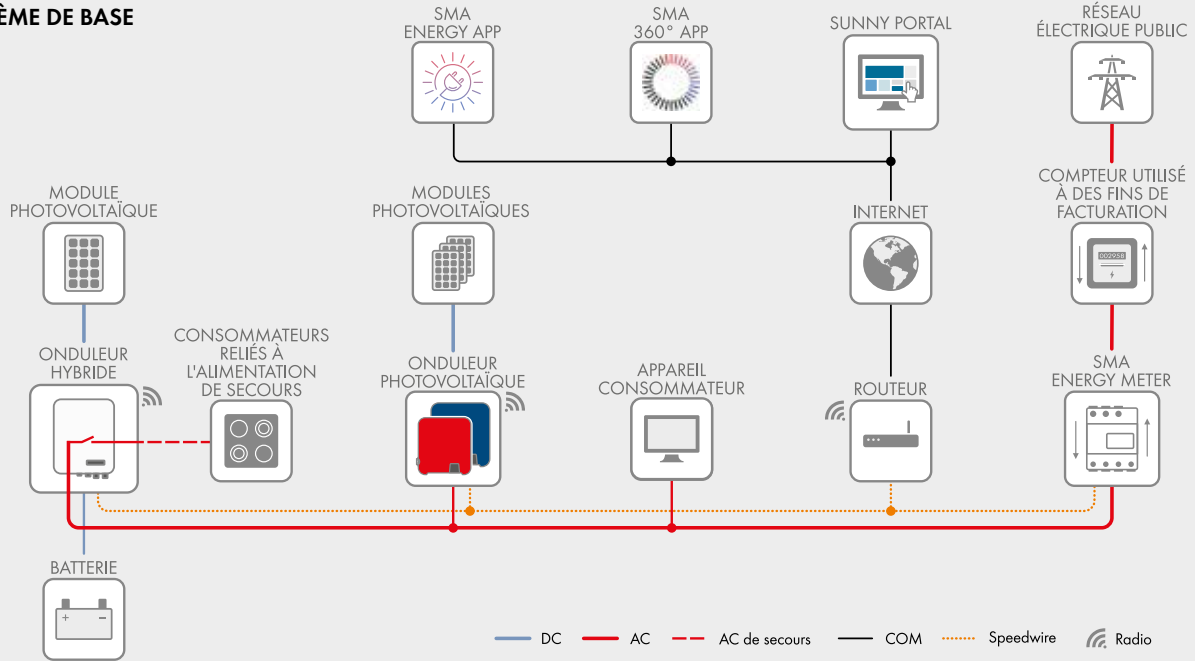 ÈME DE BASE
SMA
ENERGY APP
SMA
360° APP
SUNNY PORTAL
RÉSEAU
ÉLECTRIQUE PUBLIC
MODULE
PHOTOVOLTAÏQUE
MODULES
PHOTOVOLTAÏQUES
INTERNET
COMPTEUR UTILISÉ
À DES FINS DE
FACTURATION
002958
ONDULEUR
HYBRIDE
CONSOMMATEURS
RELIÉS À
L'ALIMENTATION
DE SECOURS
ONDULEUR
PHOTOVOLTAÏQUE
APPAREIL
CONSOMMATEUR
ROUTEUR
SMA
ENERGY METER
BATTERIE
+ −
DC
AC
AC de secours
COM
Speedwire
Radio